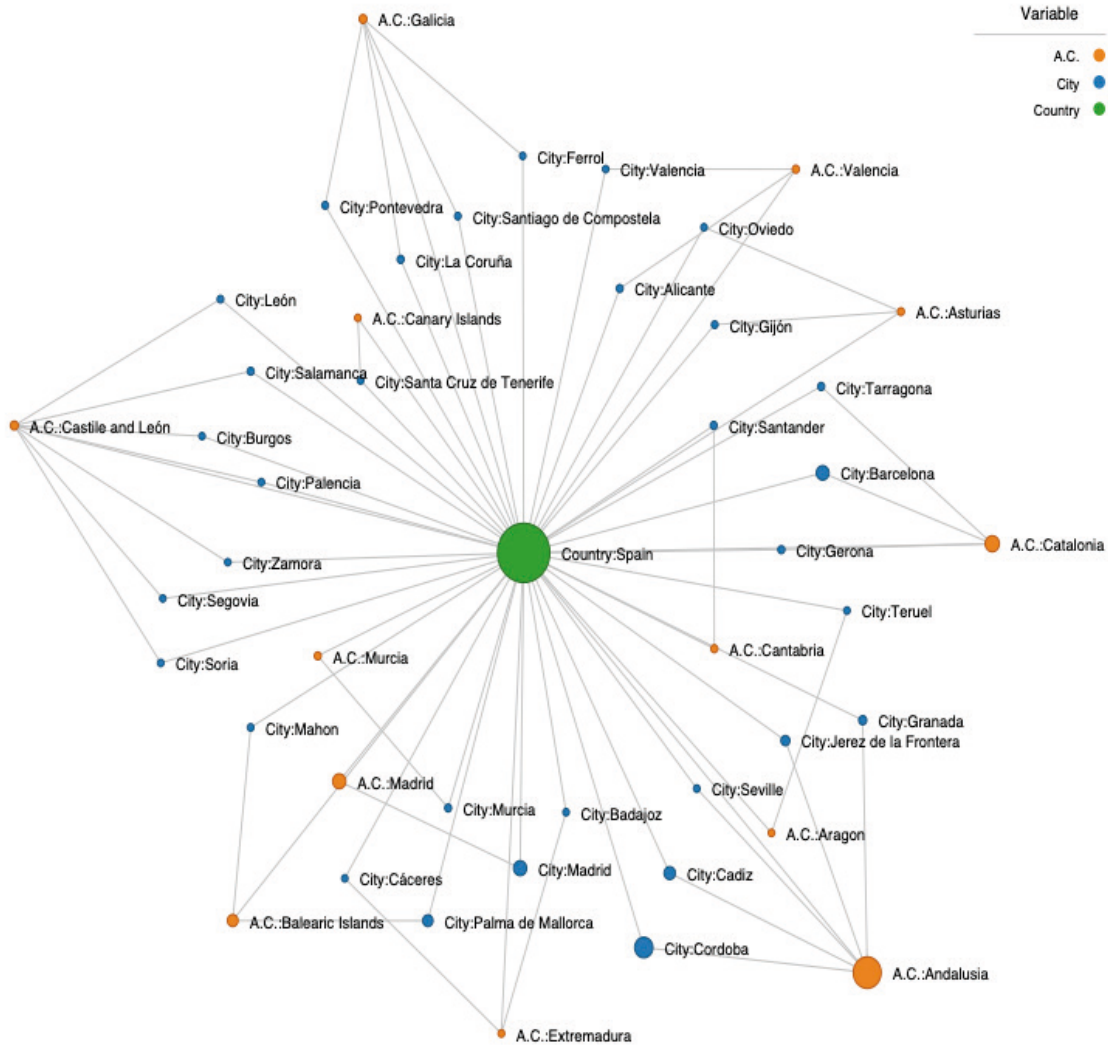 Variable
A.C.
City
Country
A.C.:Galicia
City:Ferrol
City:Valencia
A.C.:Valencia
City:Pontevedra
City:Santiago de Compostela
City:Oviedo
City:La Coruña
City:León
City:Alicante
A.C.:Canary Islands
A.C.:Asturias
City:Gijón
City:Salamanca
City:Santa Cruz de Tenerife
City:Tarragona
A.C.:Castile and León
City:Burgos
City:Santander
City:Barcelona
City:Palencia
A.C.:Catalonia
Country:Spain
City:Gerona
City:Zamora
City:Segovia
City:Teruel
City:Soria
A.C.:Murcia
A.C.:Cantabria
City:Mahon
City:Granada
City:Jerez de la Frontera
A.C.:Madrid
City:Seville
City:Murcia
City:Badajoz
A.C.:Aragon
City:Cáceres
City:Madrid
City:Cadiz
A.C.:Balearic Islands
City:Palma de Mallorca
City:Cordoba
A.C.:Andalusia
A.C.:Extremadura